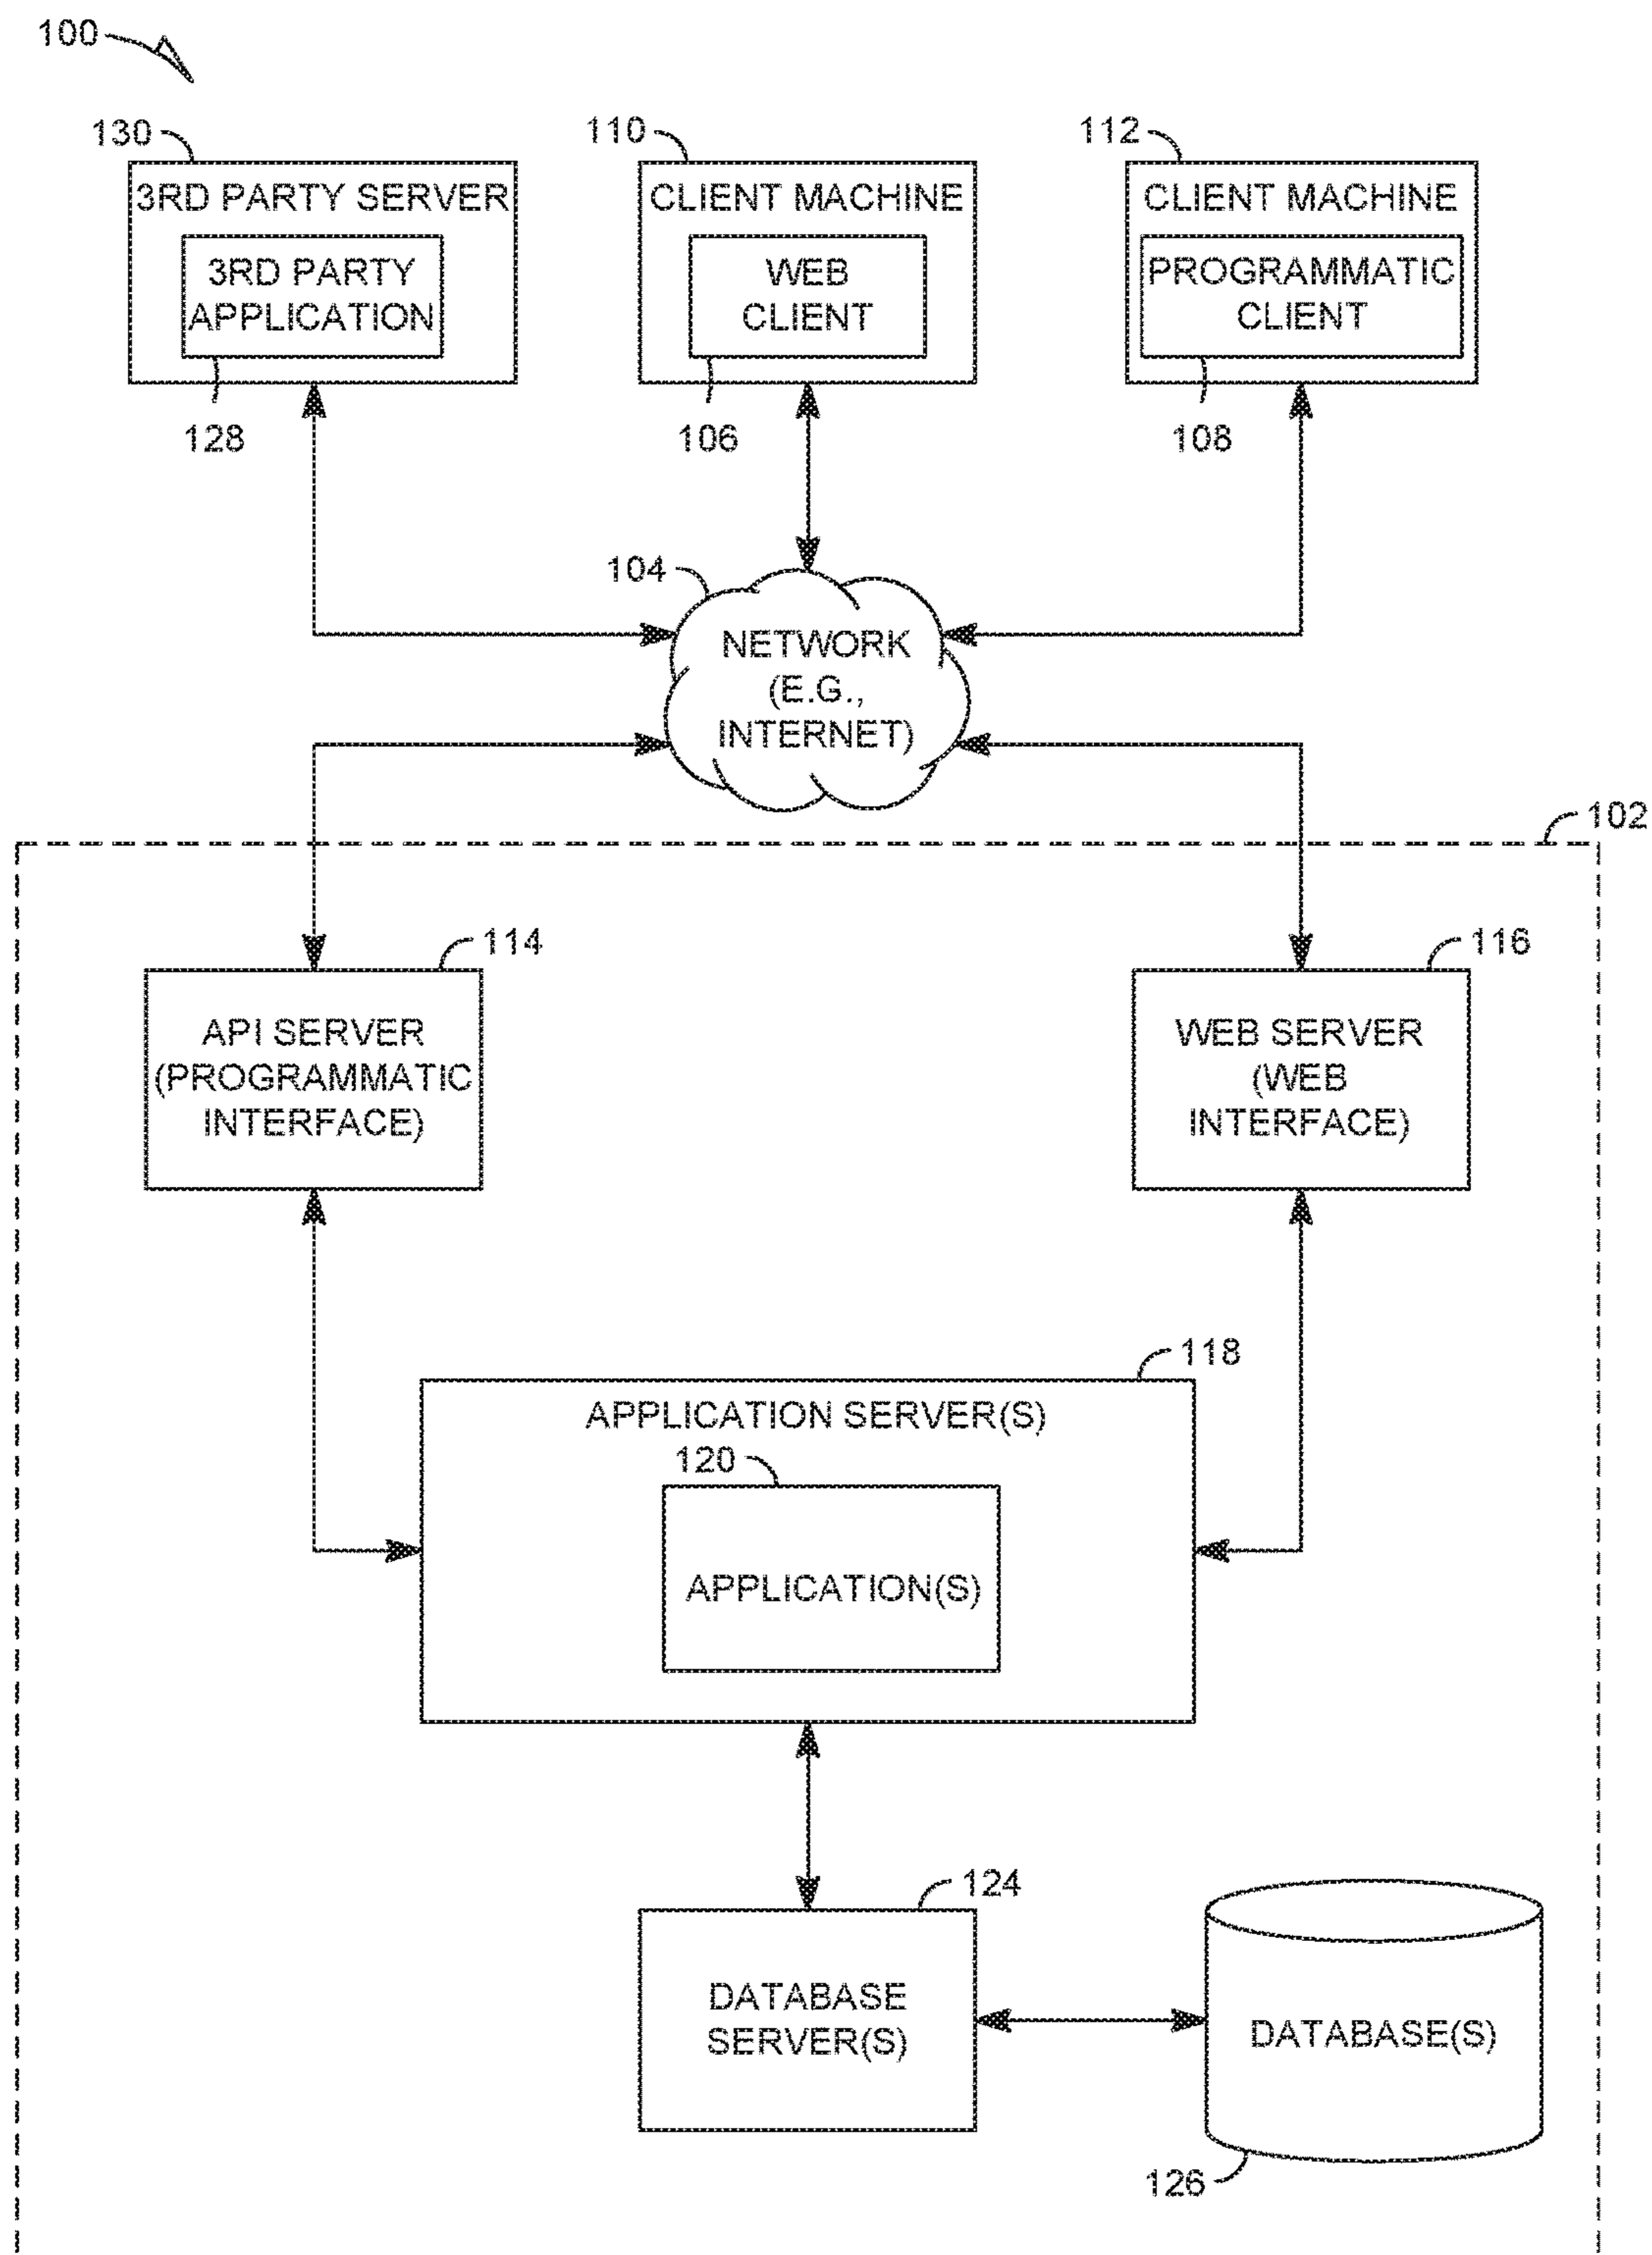 100
130
110
112
3RD PARTY SERVER
CLIENT MACHINE
CLIENT MACHINE
3RD PARTY
APPLICATION
WEB
CLIENT
PROGRAMMATIC
CLIENT
128
106
108
104
NETWORK
(E.G.,
INTERNET)
102
114
116
API SERVER
(PROGRAMMATIC
INTERFACE)
WEB SERVER
(WEB
INTERFACE)
118
APPLICATION SERVER(S)
120
APPLICATION(S)
124
DATABASE
SERVER(S)
DATABASE(S)
126